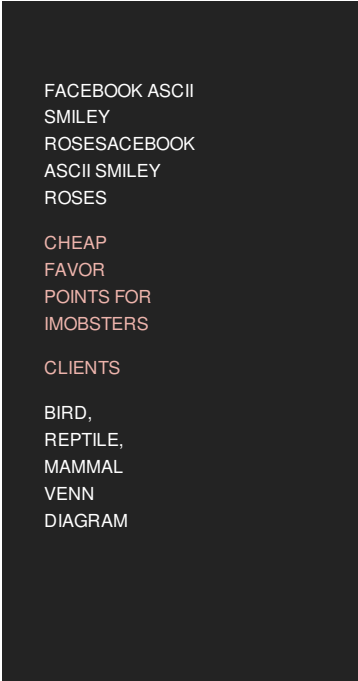 FACEBOOK ASCII
SMILEY
ROSESACEBOOK
ASCII SMILEY
ROSES
CHEAP
FAVOR
POINTS FOR
IMOBSTERS
CLIENTS
BIRD,
REPTILE,
MAMMAL
VENN
DIAGRAM